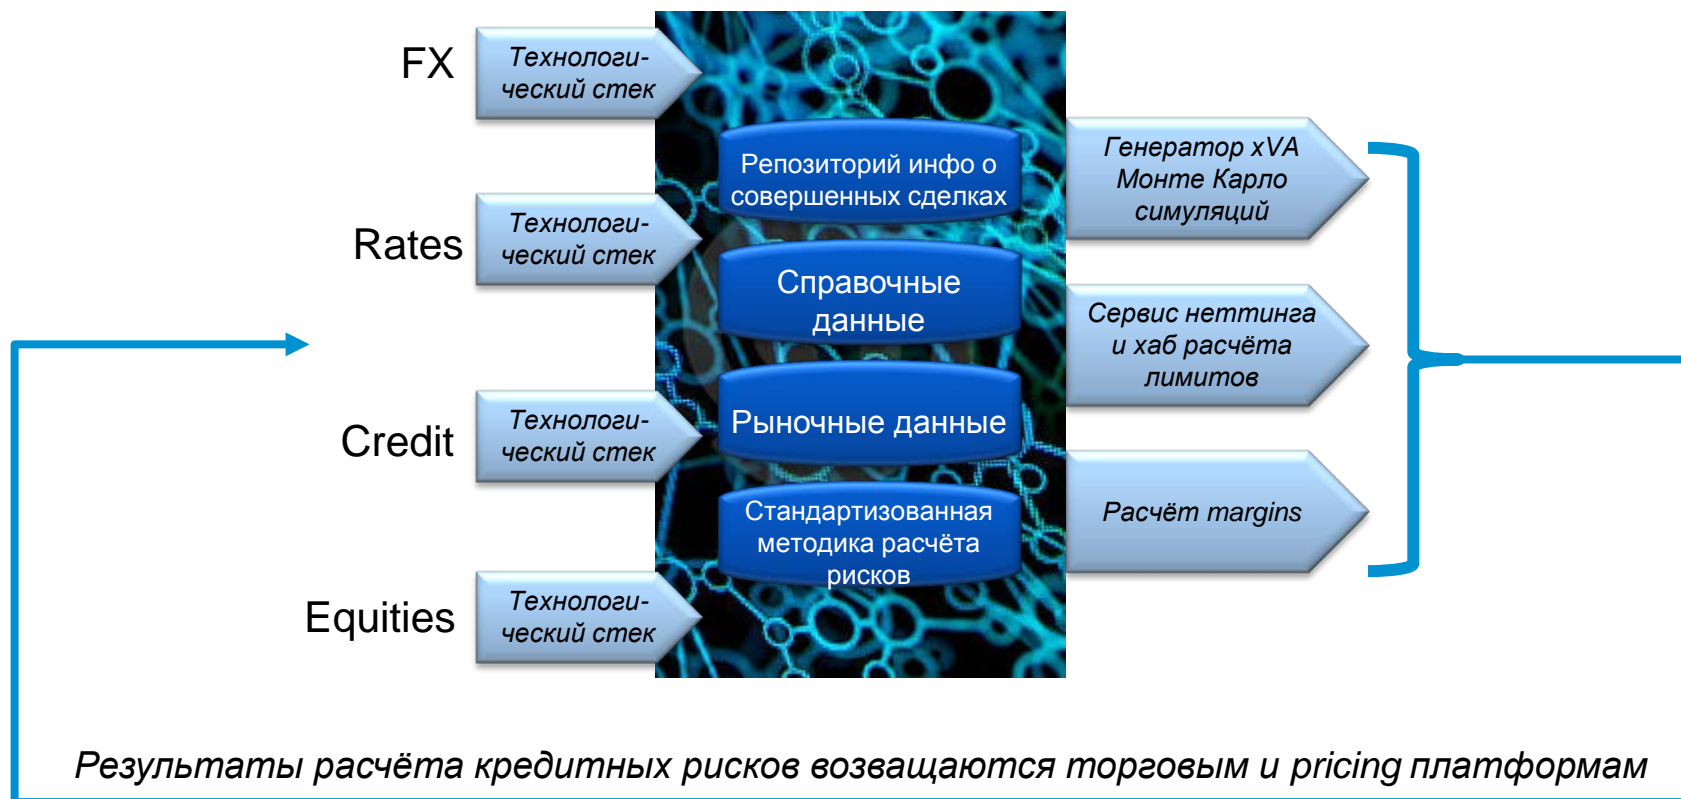 FX
Технологи-
ческий стек
Rates
Технологи-
ческий стек
Credit
Технологи-
ческий стек
Equities
Технологи-
ческий стек
Репозиторий инфо о
совершенных сделках
Справочные
данные
Рыночные данные
Стандартизованная
методика расчёта
рисков
Генератор xVA
Монте Карло
симуляций
Сервис неттинга
и хаб расчёта
лимитов
Расчёт margins
Результаты расчёта кредитных рисков возващаются торговым и pricing платформам